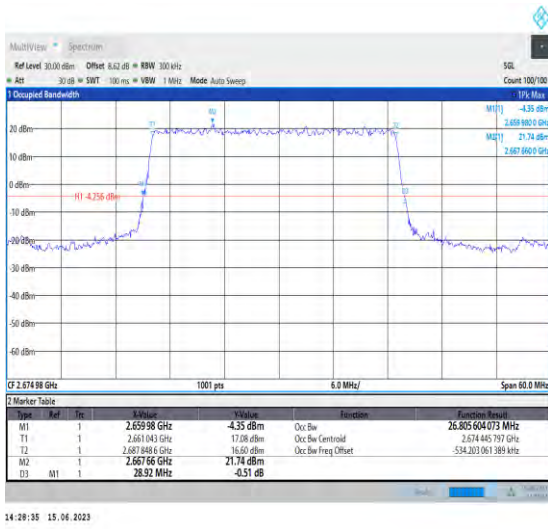 MultiView Spectrum
Ref Level 30.00 dBm Offset 8.62 dB RBW 300 kHz SGL
Att 30 dB SWT 100 ms VBW 1 MHz Mode Auto Sweep Count 100/100
1 Occupied Bandwidth 1Pk Max
M1[1] -4.35 dBm
2.659 980 0 GHz
M2[1] 21.74 dBm
2.667 660 0 GHz
T1 M2 T2
20 dBm
10 dBm
0 dBm
H1 -4.256 dBm
D3
-10 dBm
-20 dBm
-30 dBm
-40 dBm
-50 dBm
-60 dBm
CF 2.674 98 GHz 1001 pts 6.0 MHz/ Span 60.0 MHz
2 Marker Table
Type Ref Trc X-Value Y-Value Function Function Result
M1 1 2.659 98 GHz -4.35 dBm Occ Bw 26.805 604 073 MHz
T1 1 2.661 043 GHz 17.08 dBm Occ Bw Centroid 2.674 445 797 GHz
T2 1 2.687 848 6 GHz 16.60 dBm Occ Bw Freq Offset -534.203 061 389 kHz
M2 1 2.667 66 GHz 21.74 dBm
D3 M1 1 28.92 MHz -0.51 dB
14:28:35 15.06.2023